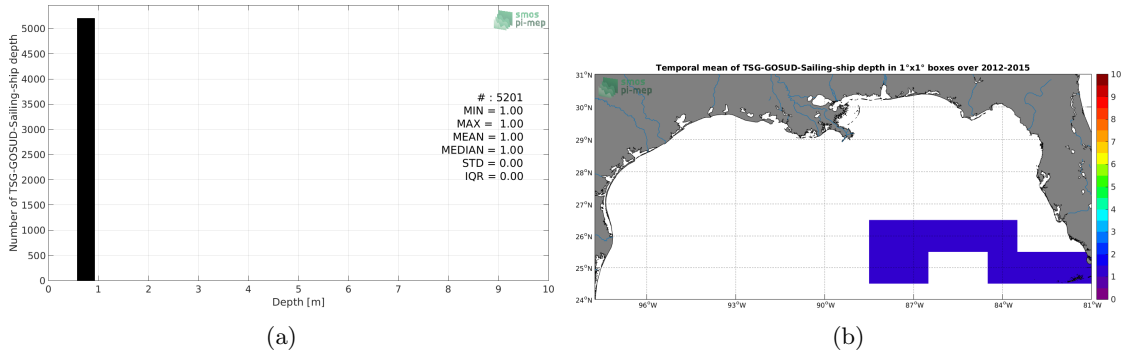 smos
pi-mep
Number of TSG-GOSUD-Sailing-ship depth
5000
4500
4000
3500
3000
2500
2000
1500
1000
500
0
# : 5201
MIN = 1.00
MAX = 1.00
MEAN = 1.00
MEDIAN = 1.00
STD = 0.00
IQR = 0.00
0 1 2 3 4 5 6 7 8 9 10
Depth [m]
(a)
Temporal mean of TSG-GOSUD-Sailing-ship depth in 1°x1° boxes over 2012-2015
smos
pi-mep
31°N
30°N
29°N
28°N
27°N
26°N
25°N
24°N
96°W 93°W 90°W 87°W 84°W 81°W
10
9
8
7
6
5
4
3
2
1
0
(b)